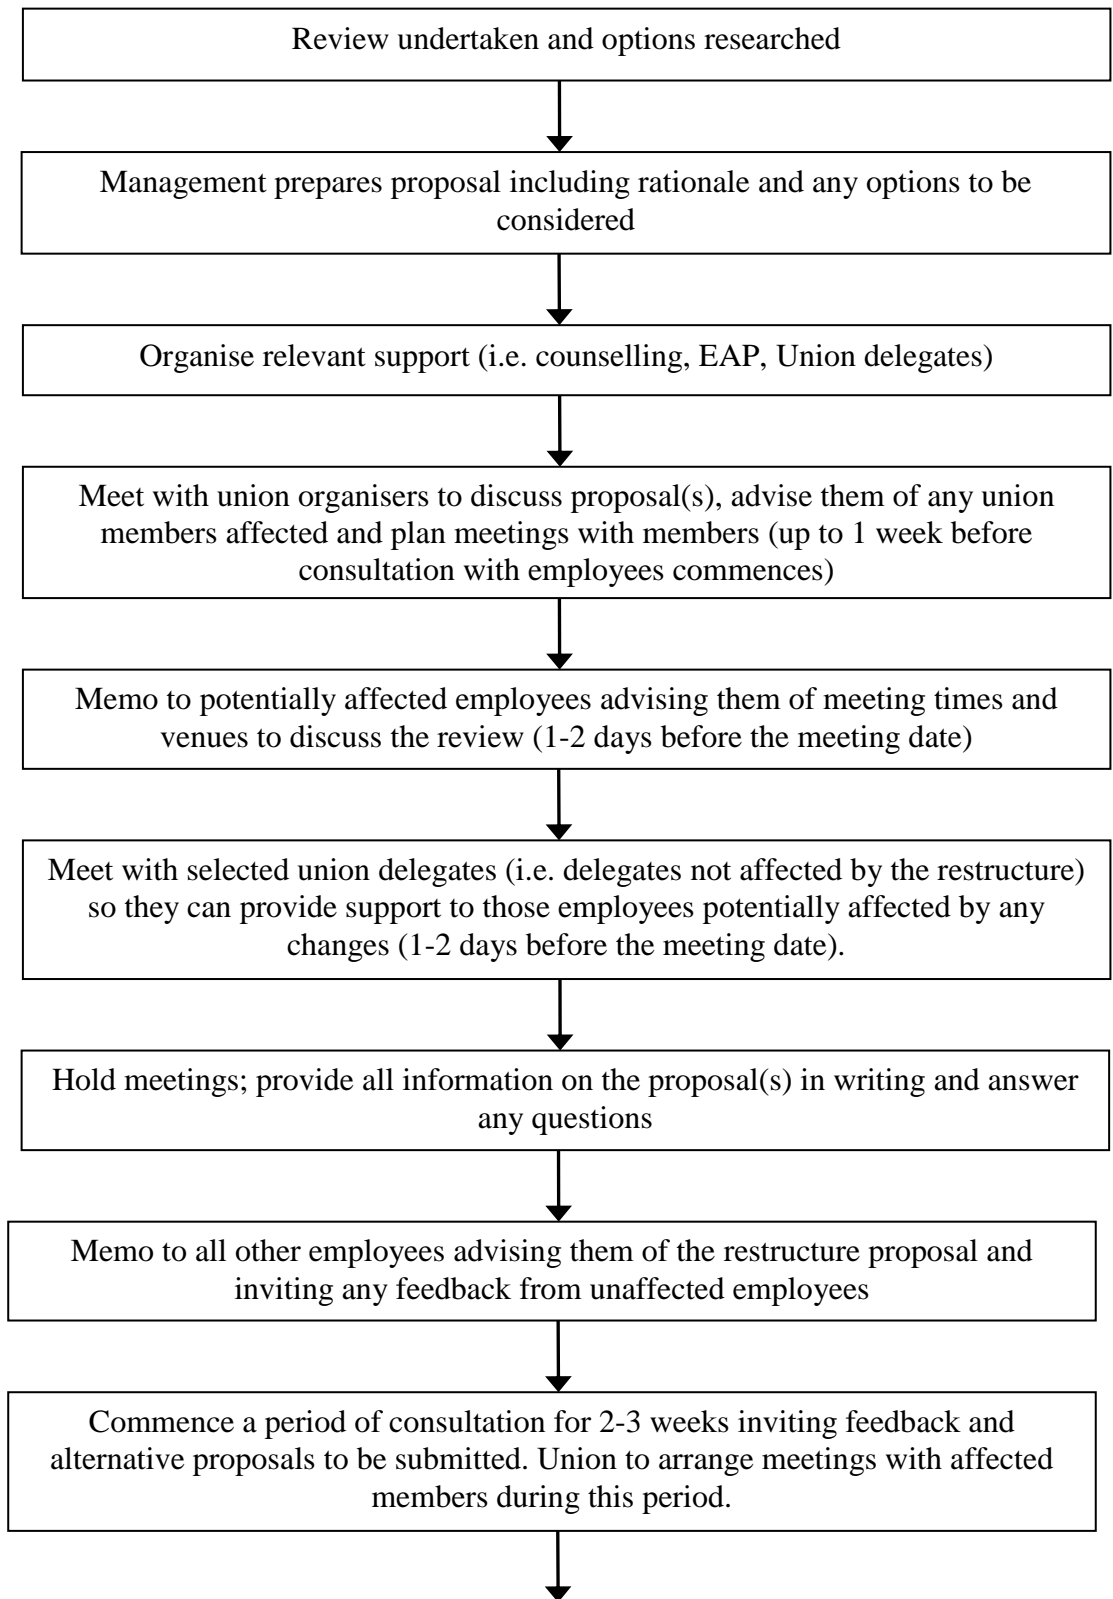 Review undertaken and options researched
Management prepares proposal including rationale and any options to be
considered
Organise relevant support (i.e. counselling, EAP, Union delegates)
Meet with union organisers to discuss proposal(s), advise them of any union
members affected and plan meetings with members (up to 1 week before
consultation with employees commences)
Memo to potentially affected employees advising them of meeting times and
venues to discuss the review (1-2 days before the meeting date)
Meet with selected union delegates (i.e. delegates not affected by the restructure)
so they can provide support to those employees potentially affected by any
changes (1-2 days before the meeting date).
Hold meetings; provide all information on the proposal(s) in writing and answer
any questions
Memo to all other employees advising them of the restructure proposal and
inviting any feedback from unaffected employees
Commence a period of consultation for 2-3 weeks inviting feedback and
alternative proposals to be submitted. Union to arrange meetings with affected
members during this period.